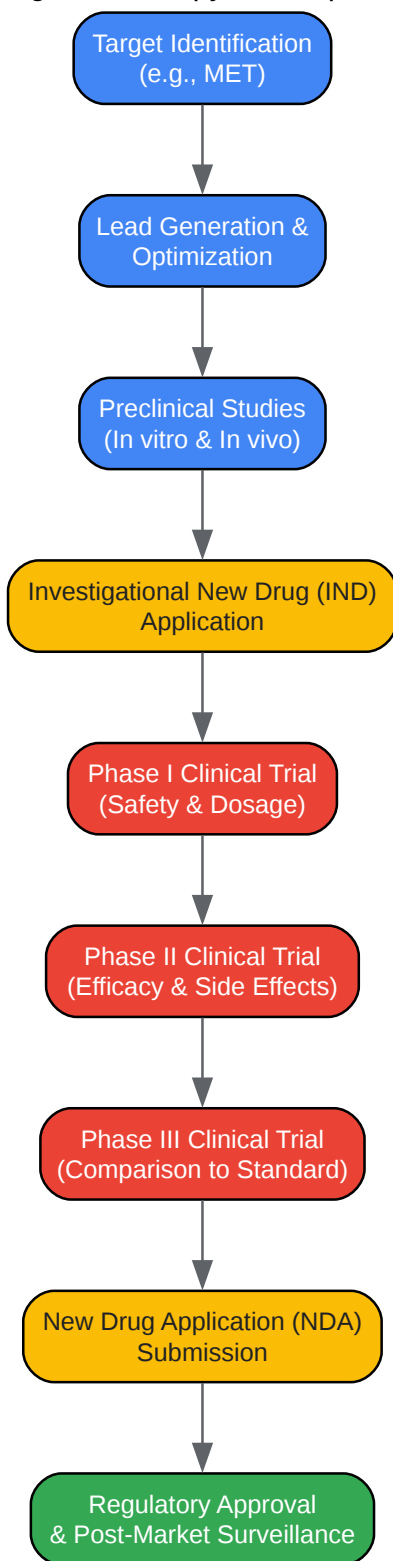 Target Identification
(e.g., MET)
Lead Generation &
Optimization
Preclinical Studies
(In vitro & In vivo)
Investigational New Drug (IND)
Application
Phase I Clinical Trial
(Safety & Dosage)
Phase II Clinical Trial
(Efficacy & Side Effects)
Phase III Clinical Trial
(Comparison to Standard)
New Drug Application (NDA)
Submission
Regulatory Approval
& Post-Market Surveillance